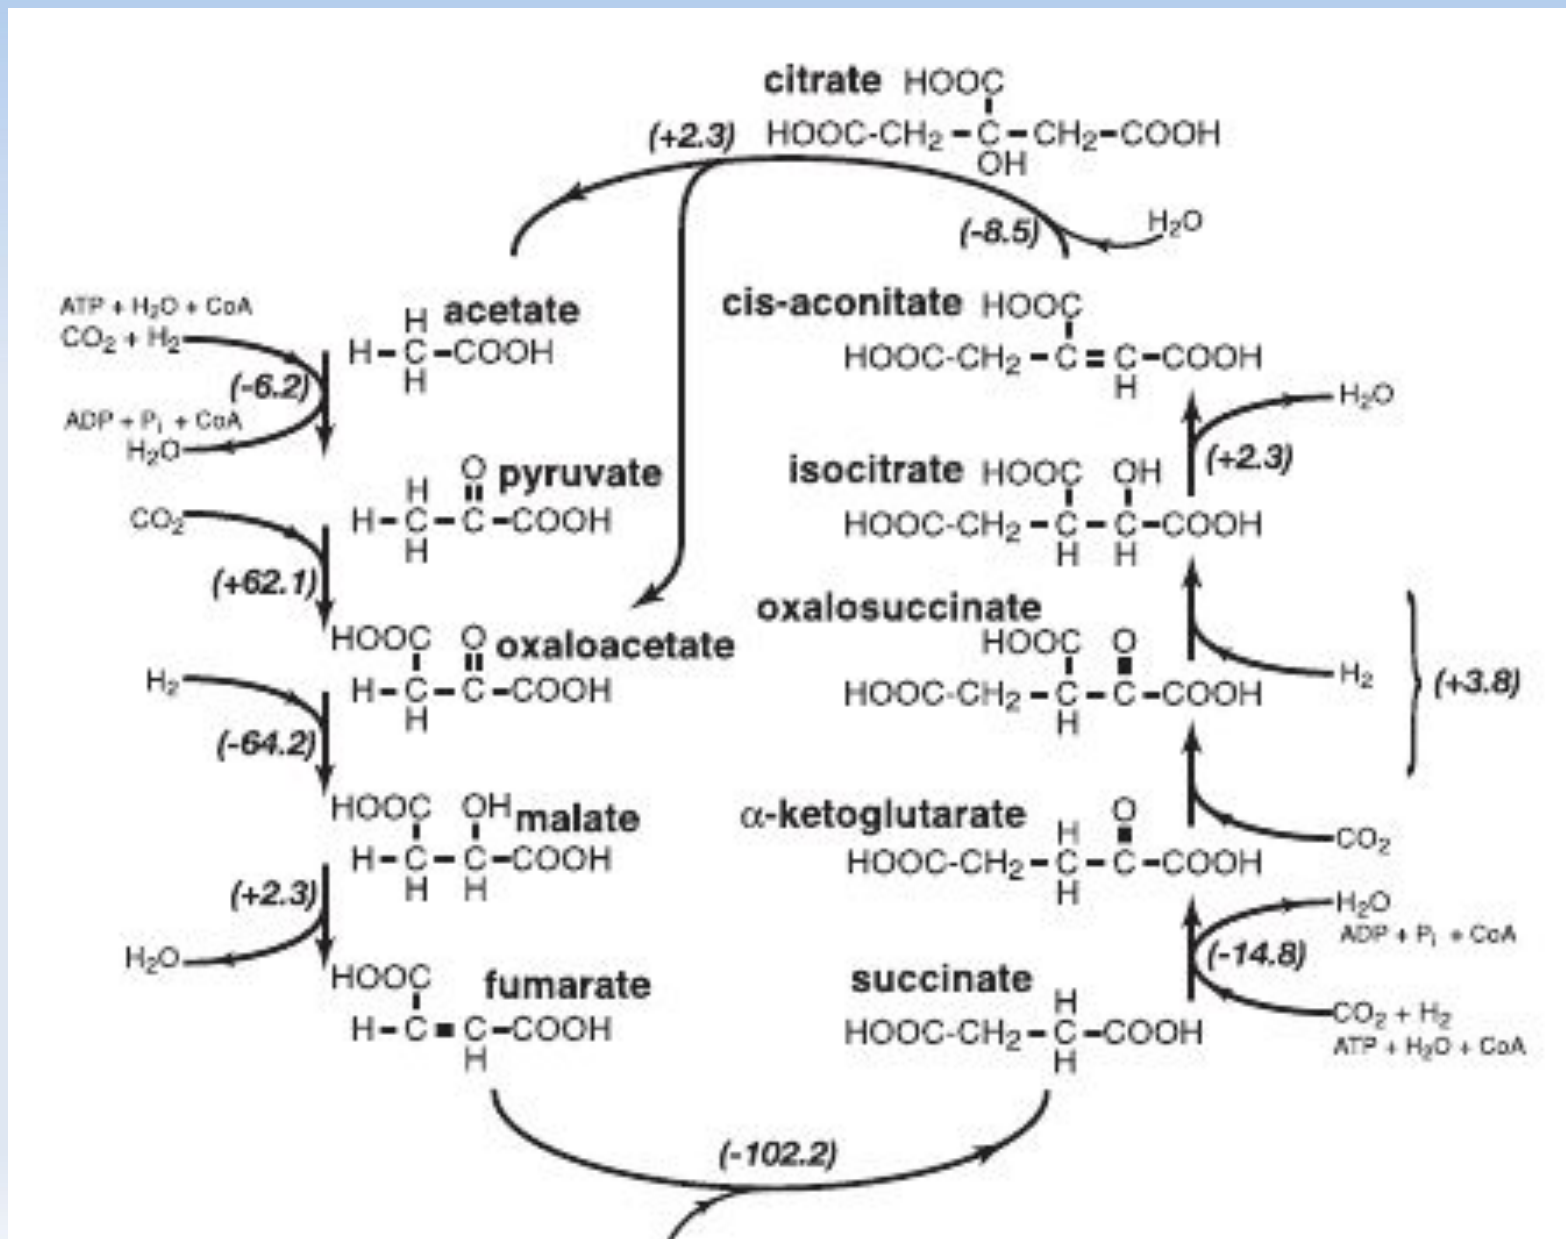 citrate HOOC
(+2.3) HOOC-CH₂-C-CH₂-COOH
OH
(-8.5) H₂O
ATP + H₂O + CoA
CO₂ + H₂
(-6.2)
ADP + Pᵢ + CoA
H₂O
H acetate
H-C-COOH
H
cis-aconitate HOOC
HOOC-CH₂-C=C-COOH
H
H₂O
(+2.3)
CO₂
(+62.1)
O pyruvate
H
H-C-C-COOH
H
isocitrate HOOC OH
HOOC-CH₂-C-C-COOH
H H
H₂
(-64.2)
HOOC O oxaloacetate
H-C-C-COOH
H
oxalosuccinate
HOOC O
HOOC-CH₂-C-C-COOH
H
H₂
(+3.8)
(+2.3)
H₂O
HOOC OH malate
H-C-C-COOH
H H
α-ketoglutarate O
H
HOOC-CH₂-C-C-COOH
H
CO₂
H₂O
ADP + Pᵢ + CoA
(-14.8)
CO₂ + H₂
ATP + H₂O + CoA
HOOC fumarate
H-C=C-COOH
H
succinate H
HOOC-CH₂-C-COOH
H
(-102.2)